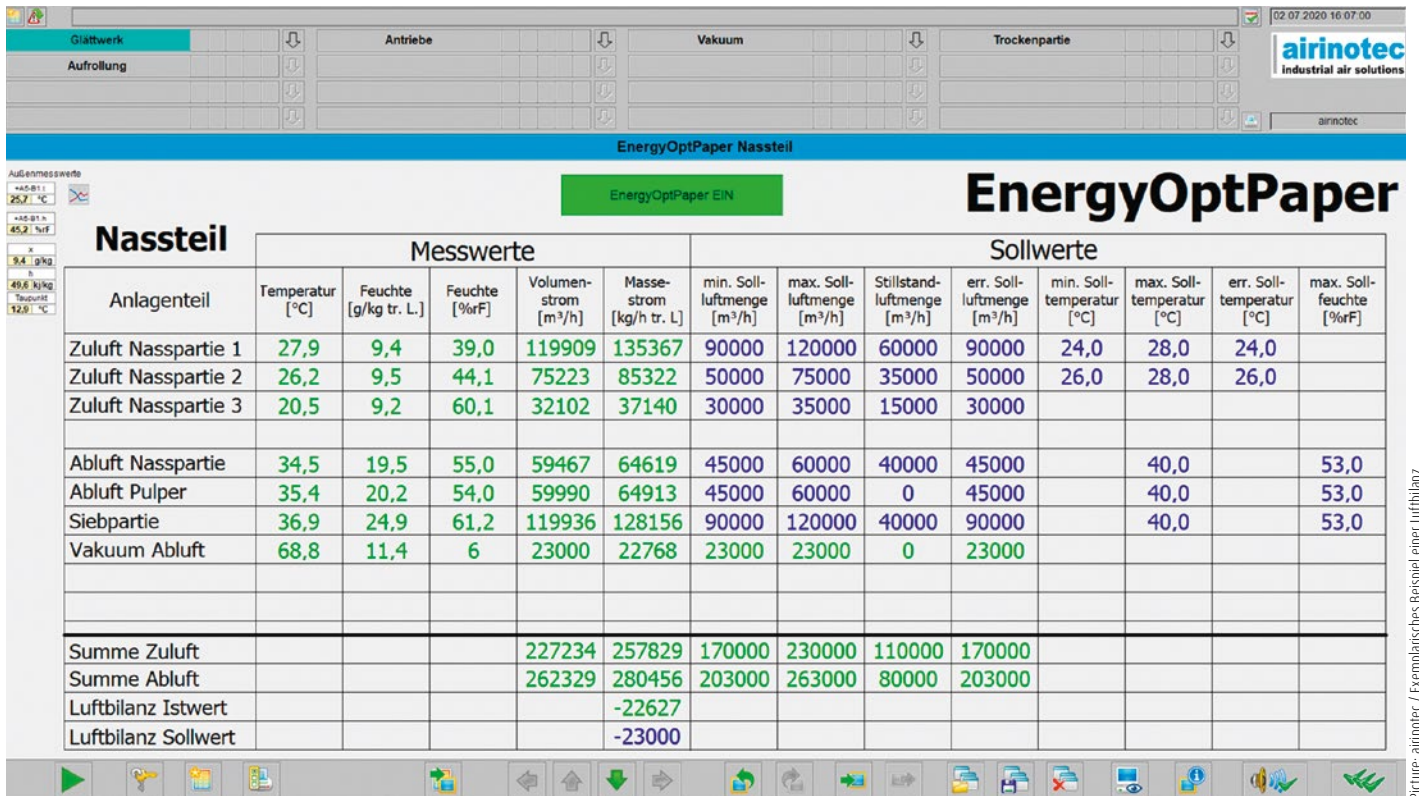 02.07.2020 16:07:00
Glättwerk Antriebe Vakuum Trockenpartie
Aufrollung
airinotec
industrial air solutions
airinotec
EnergyOptPaper Nassteil
Außenmesswerte
+A5-B1.t
25,7 °C
+A5-B1.h
45,2 %rF
x
9,4 g/kg
h
49,6 kj/kg
Taupunkt
12,9 °C
EnergyOptPaper EIN
EnergyOptPaper
Nassteil Messwerte Sollwerte
Anlagenteil Temperatur [°C] Feuchte [g/kg tr. L.] Feuchte [%rF] Volumen-strom [m³/h] Masse-strom [kg/h tr. L] min. Soll-luftmenge [m³/h] max. Soll-luftmenge [m³/h] Stillstand-luftmenge [m³/h] err. Soll-luftmenge [m³/h] min. Soll-temperatur [°C] max. Soll-temperatur [°C] err. Soll-temperatur [°C] max. Soll-feuchte [%rF]
Zuluft Nasspartie 1 27,9 9,4 39,0 119909 135367 90000 120000 60000 90000 24,0 28,0 24,0
Zuluft Nasspartie 2 26,2 9,5 44,1 75223 85322 50000 75000 35000 50000 26,0 28,0 26,0
Zuluft Nasspartie 3 20,5 9,2 60,1 32102 37140 30000 35000 15000 30000
Abluft Nasspartie 34,5 19,5 55,0 59467 64619 45000 60000 40000 45000 40,0 53,0
Abluft Pulper 35,4 20,2 54,0 59990 64913 45000 60000 0 45000 40,0 53,0
Siebpartie 36,9 24,9 61,2 119936 128156 90000 120000 40000 90000 40,0 53,0
Vakuum Abluft 68,8 11,4 6 23000 22768 23000 23000 0 23000
Summe Zuluft 227234 257829 170000 230000 110000 170000
Summe Abluft 262329 280456 203000 263000 80000 203000
Luftbilanz Istwert -22627
Luftbilanz Sollwert -23000
Picture: airinotec / Exemplarisches Beispiel einer Luftbilanz